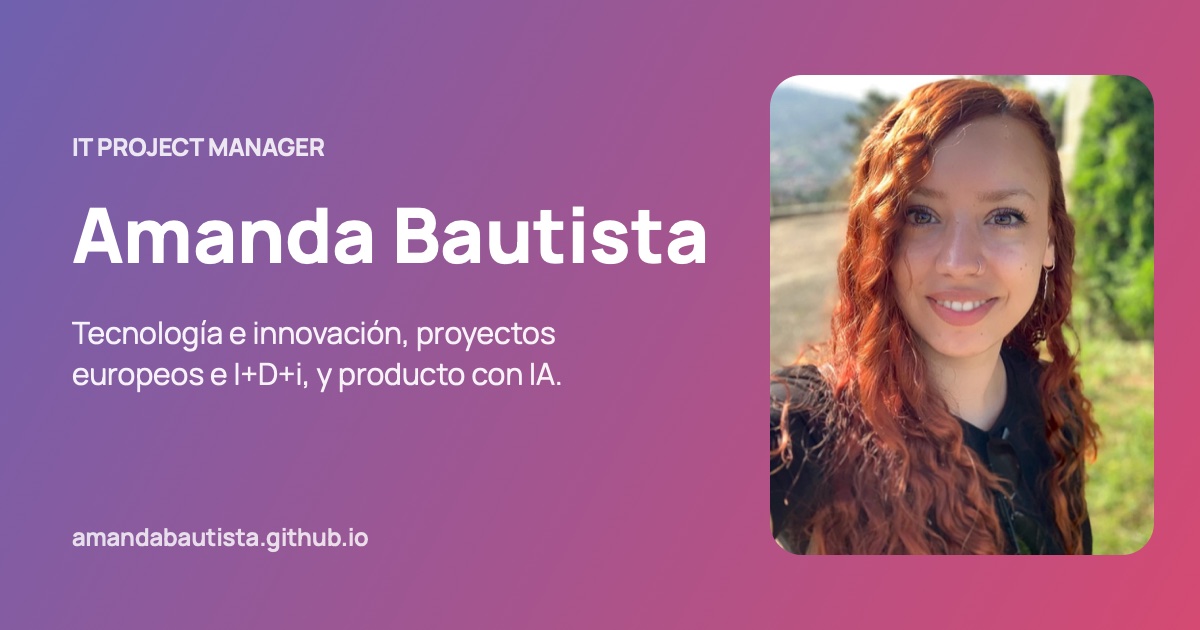 IT PROJECT MANAGER
Amanda Bautista
Tecnología e innovación, proyectos
europeos e I+D+i, y producto con IA.
amandabautista.github.io